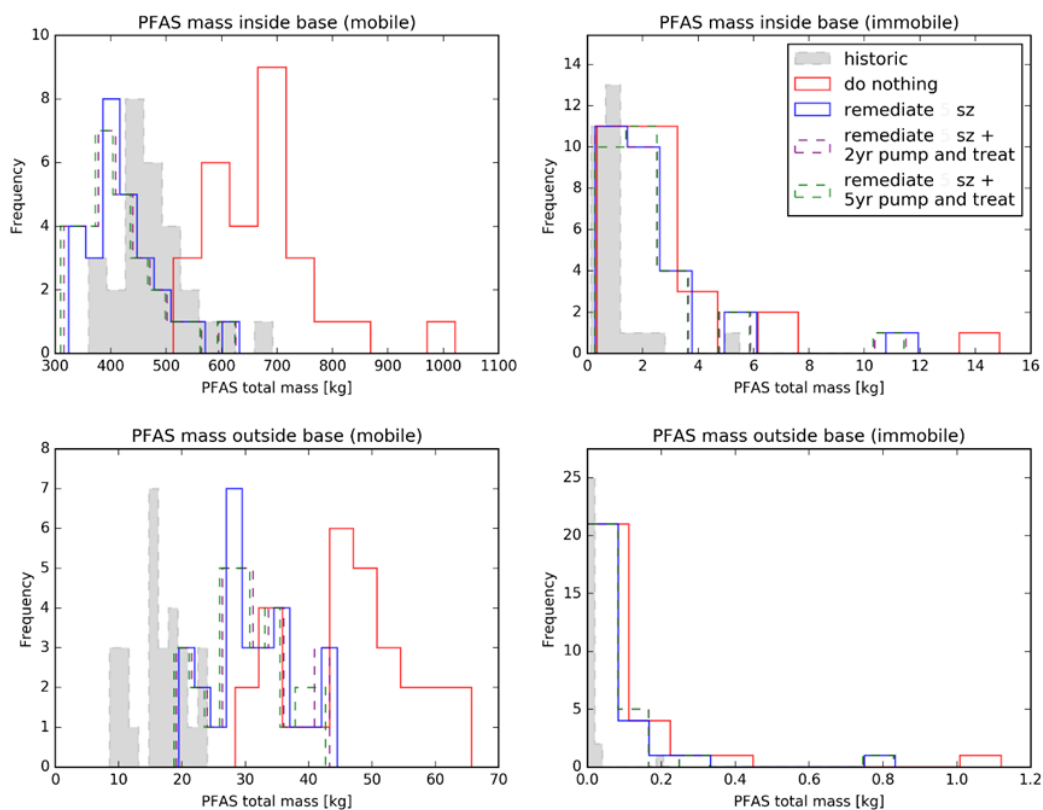 PFAS mass inside base (mobile)
10
8
6
4
2
0
Frequency
300 400 500 600 700 800 900 1000 1100
PFAS total mass [kg]
PFAS mass inside base (immobile)
14
12
10
8
6
4
2
0
Frequency
0 2 4 6 8 10 12 14 16
PFAS total mass [kg]
historic
do nothing
remediate 5 sz
remediate 5 sz +
2yr pump and treat
remediate 5 sz +
5yr pump and treat
PFAS mass outside base (mobile)
8
7
6
5
4
3
2
1
0
Frequency
0 10 20 30 40 50 60 70
PFAS total mass [kg]
PFAS mass outside base (immobile)
25
20
15
10
5
0
Frequency
0.0 0.2 0.4 0.6 0.8 1.0 1.2
PFAS total mass [kg]